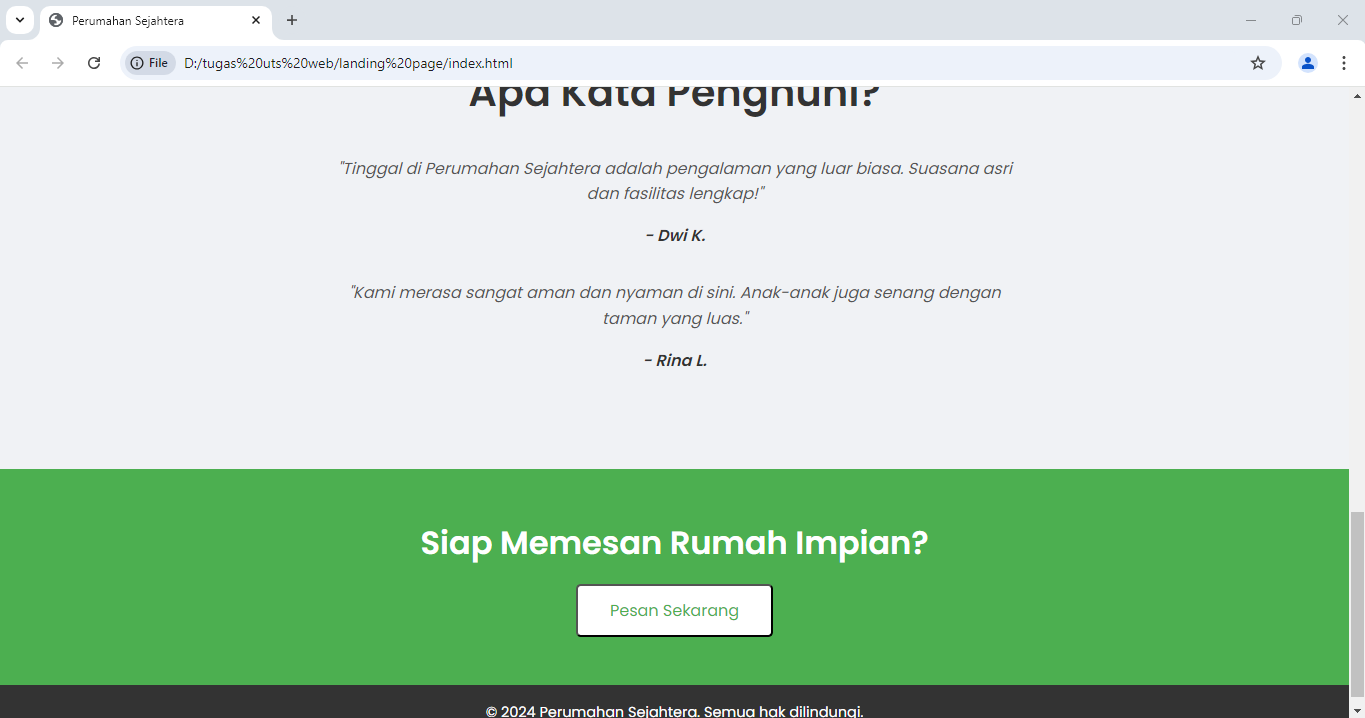 Perumahan Sejahtera
File D:/tugas%20uts%20web/landing%20page/index.html
Apa Kata Penghuni?
"Tinggal di Perumahan Sejahtera adalah pengalaman yang luar biasa. Suasana asri
dan fasilitas lengkap!"
- Dwi K.
"Kami merasa sangat aman dan nyaman di sini. Anak-anak juga senang dengan
taman yang luas."
- Rina L.
Siap Memesan Rumah Impian?
Pesan Sekarang
© 2024 Perumahan Sejahtera. Semua hak dilindungi.